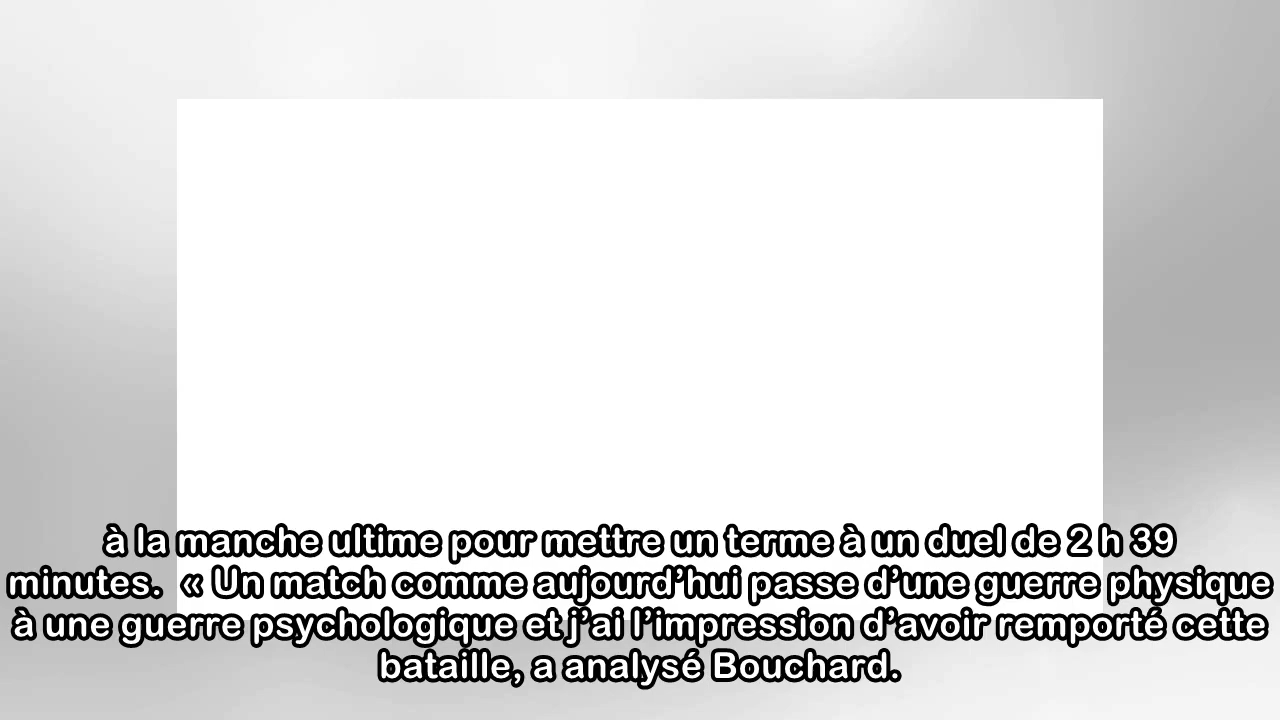 à la manche ultime pour mettre un terme à un duel de 2 h 39
minutes.  « Un match comme aujourd’hui passe d’une guerre physique
à une guerre psychologique et j’ai l’impression d’avoir remporté cette
bataille, a analysé Bouchard.